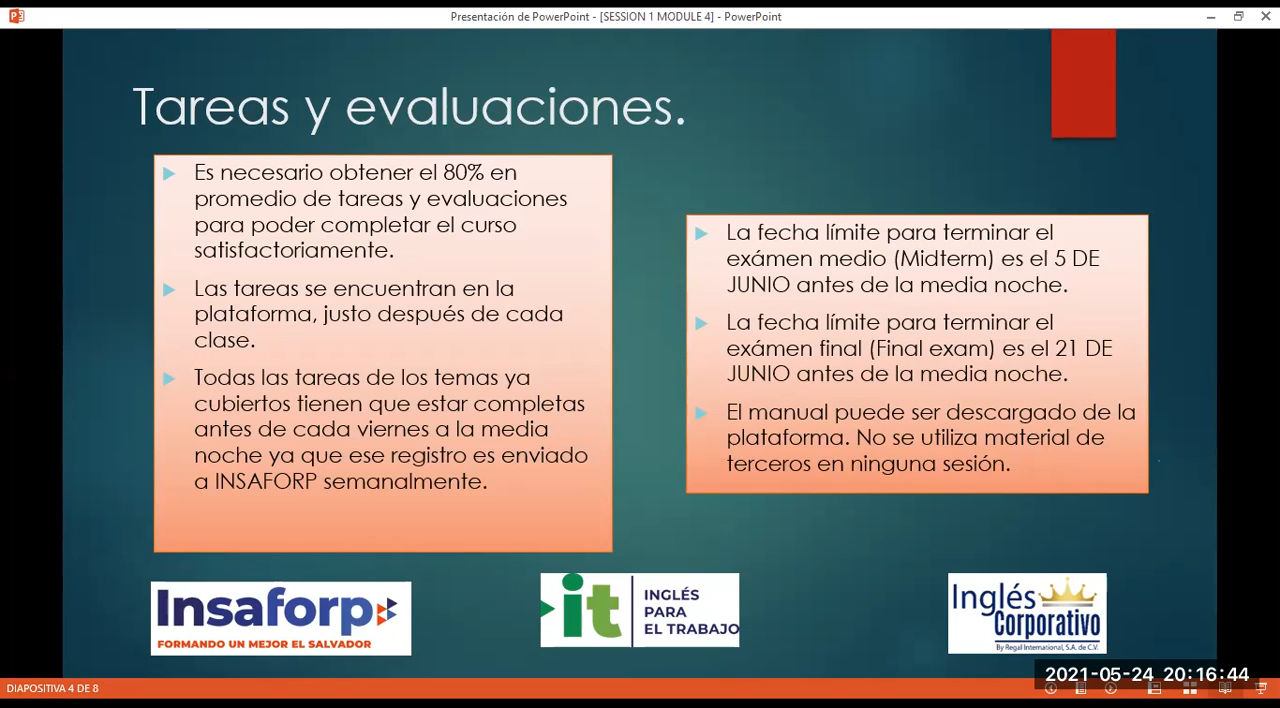 Presentación de PowerPoint - [SESSION 1 MODULE 4] - PowerPoint
Tareas y evaluaciones.
Es necesario obtener el 80% en
promedio de tareas y evaluaciones
para poder completar el curso
satisfactoriamente.
Las tareas se encuentran en la
plataforma, justo después de cada
clase.
Todas las tareas de los temas ya
cubiertos tienen que estar completas
antes de cada viernes a la media
noche ya que ese registro es enviado
a INSAFORP semanalmente.
La fecha límite para terminar el
exámen medio (Midterm) es el 5 DE
JUNIO antes de la media noche.
La fecha límite para terminar el
exámen final (Final exam) es el 21 DE
JUNIO antes de la media noche.
El manual puede ser descargado de la
plataforma. No se utiliza material de
terceros en ninguna sesión.
Insaforp
FORMANDO UN MEJOR EL SALVADOR
it
INGLÉS
PARA
EL TRABAJO
Inglés
Corporativo
By Regal International, S.A. de C.V.
2021-05-24 20:16:44
DIAPOSITIVA 4 DE 8